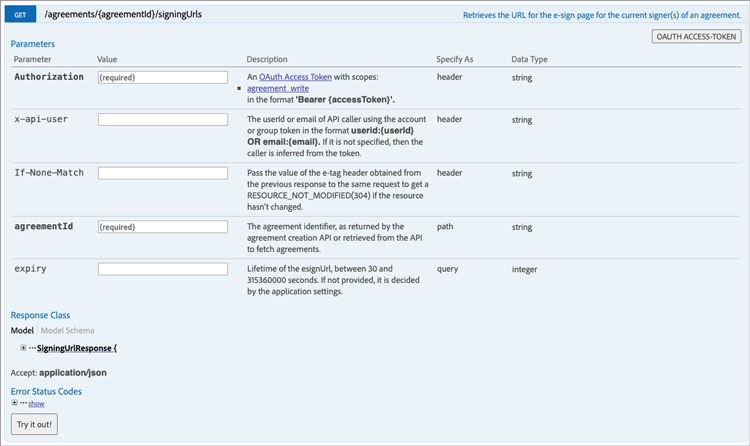 GET /agreements/{agreementId}/signingUrls Retrieves the URL for the e-sign page for the current signer(s) of an agreement.
OAUTH ACCESS-TOKEN
Parameters
Parameter Value Description Specify As Data Type
Authorization (required) An OAuth Access Token with scopes: header string
agreement_write
in the format 'Bearer {accessToken}'.
x-api-user The userId or email of API caller using the account header string
or group token in the format userid:{userId}
OR email:{email}. If it is not specified, then the
caller is inferred from the token.
If-None-Match Pass the value of the e-tag header obtained from header string
the previous response to the same request to get a
RESOURCE_NOT_MODIFIED(304) if the resource
hasn't changed.
agreementId (required) The agreement identifier, as returned by the path string
agreement creation API or retrieved from the API
to fetch agreements.
expiry Lifetime of the esignUrl, between 30 and query integer
315360000 seconds. If not provided, it is decided
by the application settings.
Response Class
Model Model Schema
SigningUrlResponse {
Accept: application/json
Error Status Codes
show
Try it out!